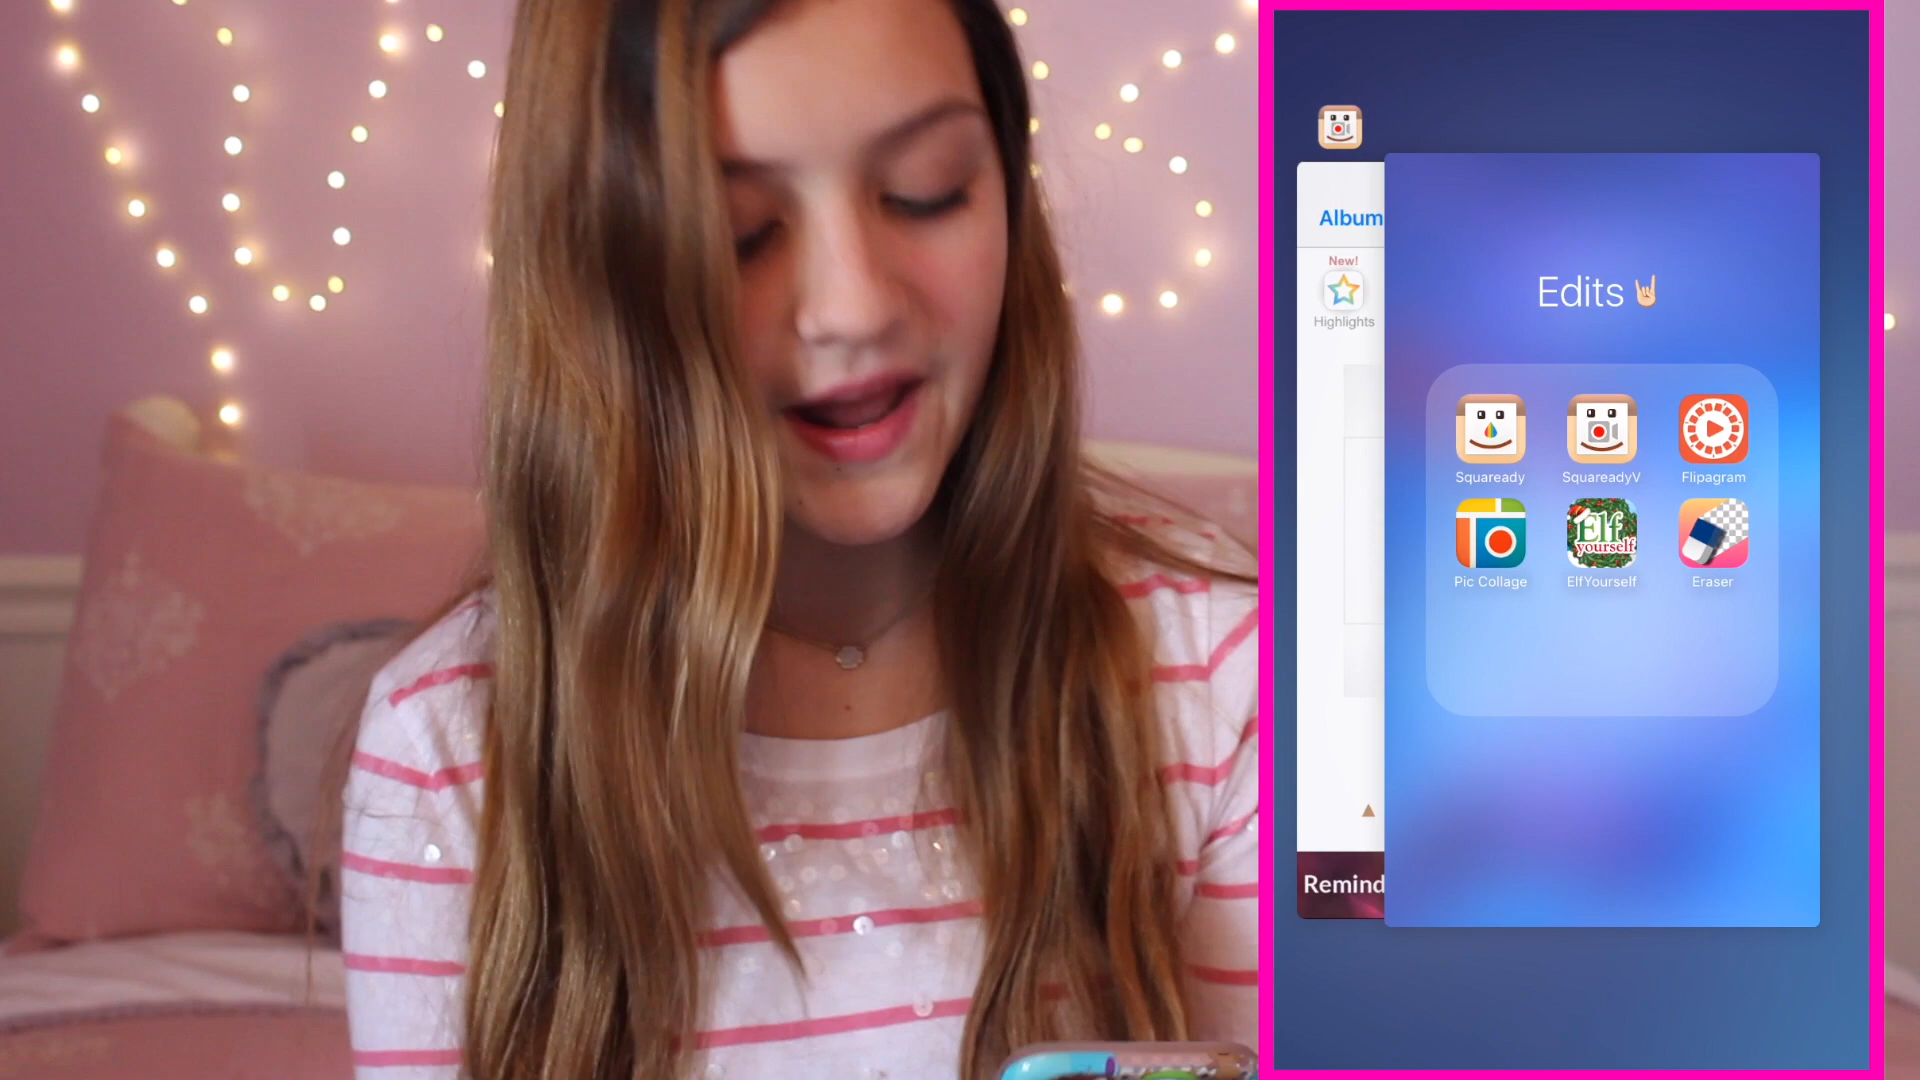 Album
New!
Highlights
Remind
Edits🤘🏻
Squaready
SquareadyV
Flipagram
Elf
yourself
Pic Collage
ElfYourself
Eraser